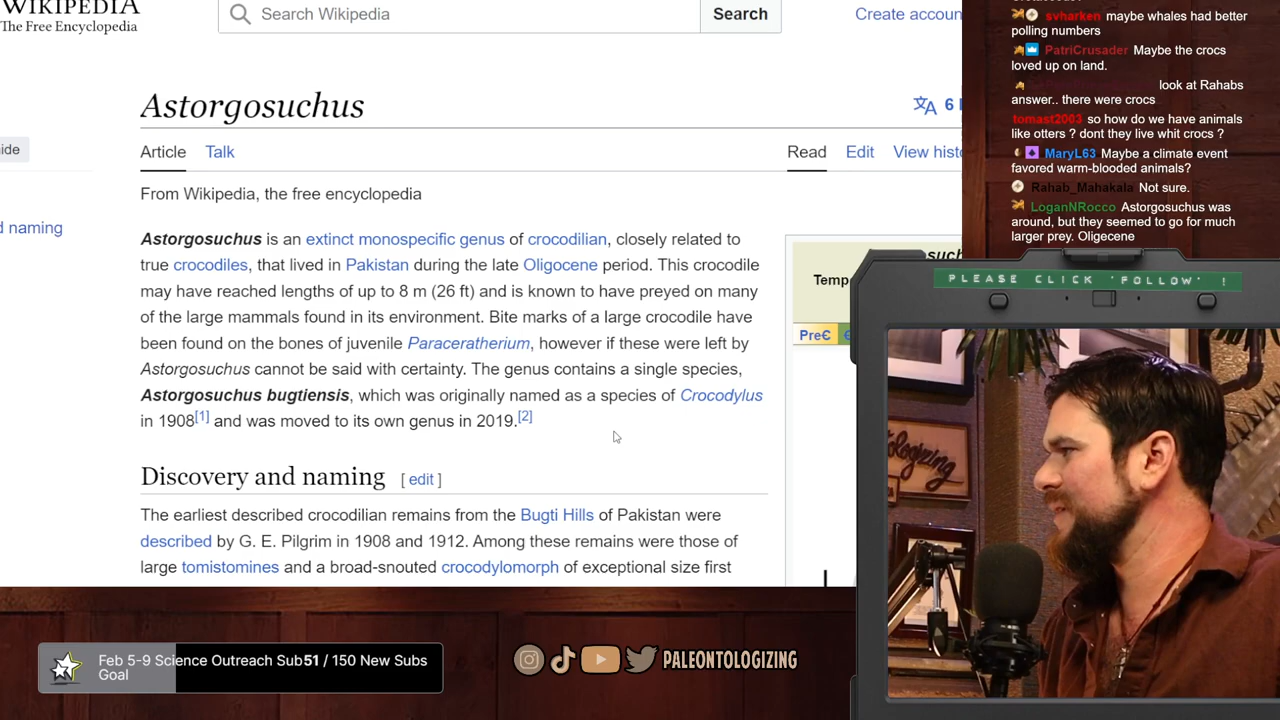 WIKIPEDIA
The Free Encyclopedia
Search Wikipedia
Search
Create accoun
Astorgosuchus
6
ide
Article
Talk
Read
Edit
View hist
From Wikipedia, the free encyclopedia
d naming
Astorgosuchus is an extinct monospecific genus of crocodilian, closely related to
true crocodiles, that lived in Pakistan during the late Oligocene period. This crocodile
may have reached lengths of up to 8 m (26 ft) and is known to have preyed on many
of the large mammals found in its environment. Bite marks of a large crocodile have
been found on the bones of juvenile Paraceratherium, however if these were left by
Astorgosuchus cannot be said with certainty. The genus contains a single species,
Astorgosuchus bugtiensis, which was originally named as a species of Crocodylus
in 1908[1] and was moved to its own genus in 2019.[2]
Discovery and naming [ edit ]
The earliest described crocodilian remains from the Bugti Hills of Pakistan were
described by G. E. Pilgrim in 1908 and 1912. Among these remains were those of
large tomistomines and a broad-snouted crocodylomorph of exceptional size first
such
Temp
PreЄ
svharken maybe whales had better
polling numbers
PatriCrusader Maybe the crocs
loved up on land.
look at Rahabs
answer.. there were crocs
tomast2003 so how do we have animals
like otters ? dont they live whit crocs ?
MaryL63 Maybe a climate event
favored warm-blooded animals?
Rahab_Mahakala Not sure.
LoganNRocco Astorgosuchus was
around, but they seemed to go for much
larger prey. Oligecene
PLEASE CLICK 'FOLLOW' !
ologizing
Feb 5-9 Science Outreach Sub Goal
51 / 150 New Subs
PALEONTOLOGIZING